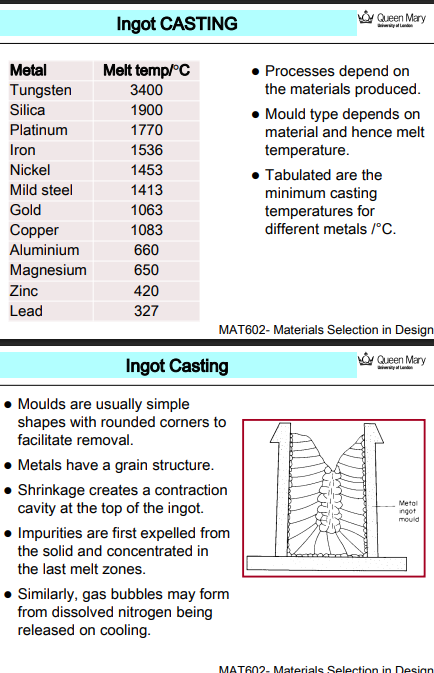 Ingot CASTING
Queen Mary
University of London
Metal Melt temp/°C
Tungsten 3400
Silica 1900
Platinum 1770
Iron 1536
Nickel 1453
Mild steel 1413
Gold 1063
Copper 1083
Aluminium 660
Magnesium 650
Zinc 420
Lead 327
● Processes depend on
the materials produced.
● Mould type depends on
material and hence melt
temperature.
● Tabulated are the
minimum casting
temperatures for
different metals /°C.
MAT602- Materials Selection in Design
Ingot Casting
Queen Mary
University of London
● Moulds are usually simple
shapes with rounded corners to
facilitate removal.
● Metals have a grain structure.
● Shrinkage creates a contraction
cavity at the top of the ingot.
● Impurities are first expelled from
the solid and concentrated in
the last melt zones.
● Similarly, gas bubbles may form
from dissolved nitrogen being
released on cooling.
Metal
ingot
mould
MAT602- Materials Selection in Design